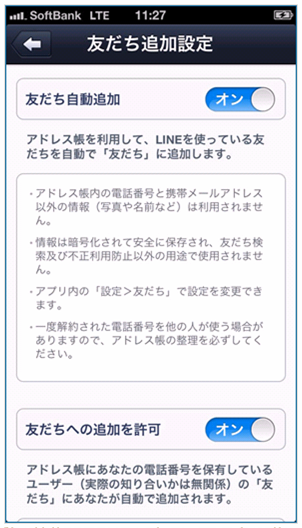 SoftBank LTE 11:27
友だち追加設定
友だち自動追加 オン
アドレス帳を利用して、LINEを使っている友
だちを自動で「友だち」に追加します。
・アドレス帳内の電話番号と携帯メールアドレス
以外の情報（写真や名前など）は利用されませ
ん。
・情報は暗号化されて安全に保存され、友だち検
索及び不正利用防止以外の用途で使用されませ
ん。
・アプリ内の「設定＞友だち」で設定を変更でき
ます。
・一度解約された電話番号を他の人が使う場合が
ありますので、アドレス帳の整理を必ずしてく
ださい。
友だちへの追加を許可 オン
アドレス帳にあなたの電話番号を保有している
ユーザー（実際の知り合いかは無関係）の「友
だち」にあなたが自動で追加されます。